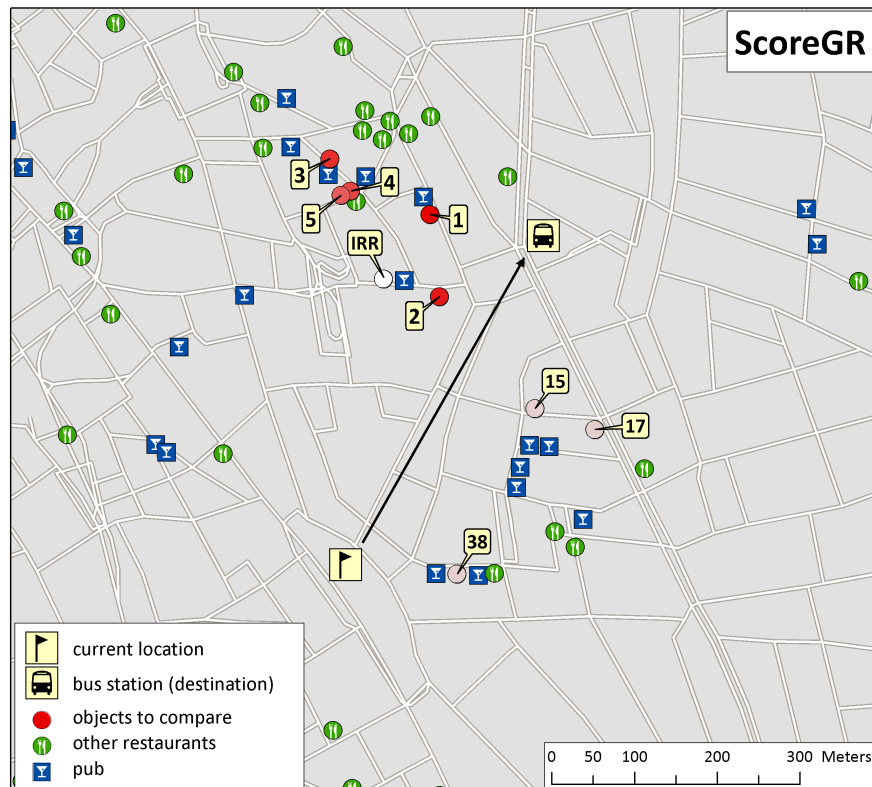 ScoreGR
3
4
5
1
IRR
2
15
17
38
current location
bus station (destination)
objects to compare
other restaurants
pub
0 50 100 200 300 Meters